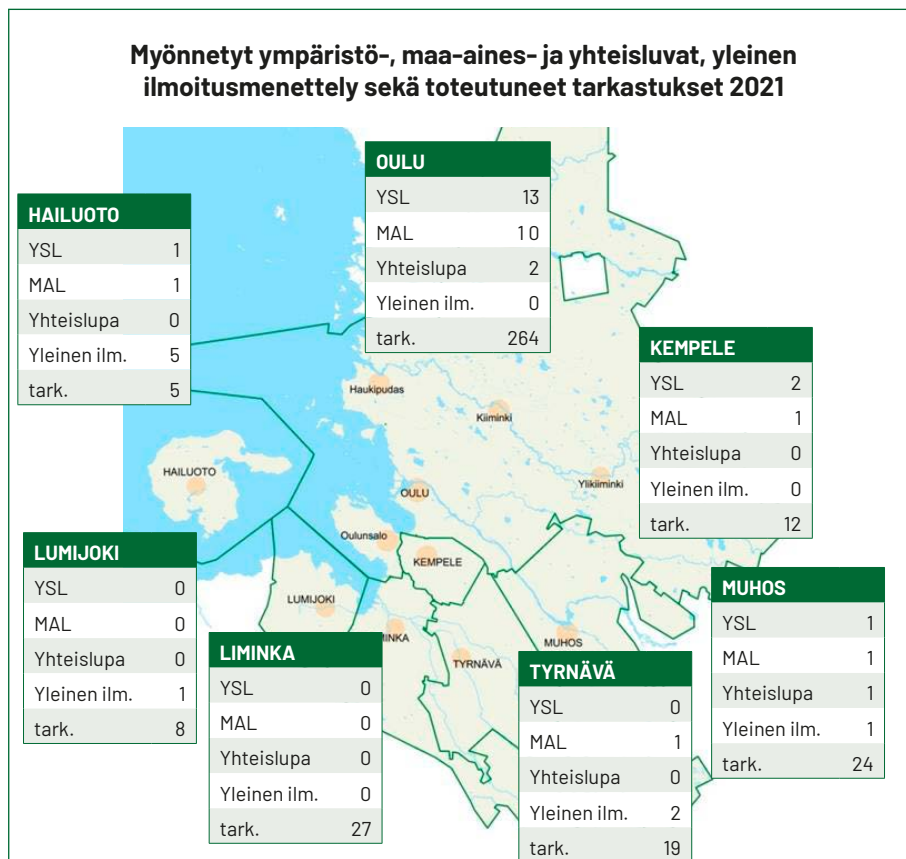 Myönnetyt ympäristö-, maa-aines- ja yhteisluvat, yleinen
ilmoitusmenettely sekä toteutuneet tarkastukset 2021
OULU
YSL 13
MAL 10
Yhteislupa 2
Yleinen ilm. 0
tark. 264
HAILUOTO
YSL 1
MAL 1
Yhteislupa 0
Yleinen ilm. 5
tark. 5
KEMPELE
YSL 2
MAL 1
Yhteislupa 0
Yleinen ilm. 0
tark. 12
Haukipudas
Kiiminki
HAILUOTO
OULU
Ylikiiminki
Oulunsalo
KEMPELE
LUMIJOKI
YSL 0
MAL 0
Yhteislupa 0
Yleinen ilm. 1
tark. 8
LUMIJOKI
MINKA
TYRNÄVÄ
MUHOS
LIMINKA
YSL 0
MAL 0
Yhteislupa 0
Yleinen ilm. 0
tark. 27
TYRNÄVÄ
YSL 0
MAL 1
Yhteislupa 0
Yleinen ilm. 2
tark. 19
MUHOS
YSL 1
MAL 1
Yhteislupa 1
Yleinen ilm. 1
tark. 24